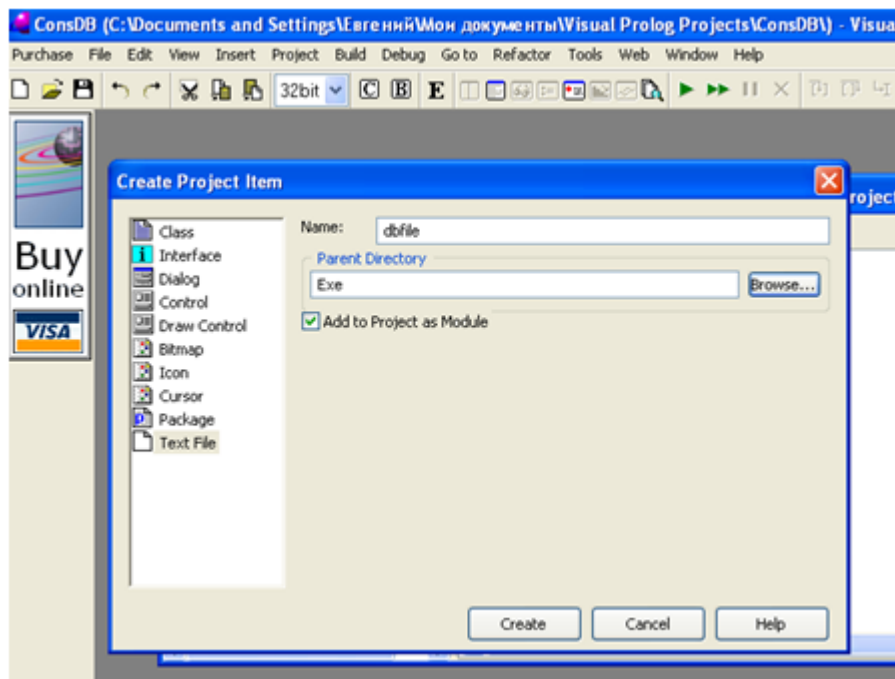 ConsDB (C:\Documents and Settings\Евгений\Мои документы\Visual Prolog Projects\ConsDB\) - Visua
Purchase File Edit View Insert Project Build Debug Go to Refactor Tools Web Window Help
32bit C B E
Create Project Item
roject
Class
Interface
Dialog
Control
Draw Control
Bitmap
Icon
Cursor
Package
Text File
Name: dbfile
Parent Directory
Exe Browse...
Add to Project as Module
Buy
online
VISA
Create Cancel Help